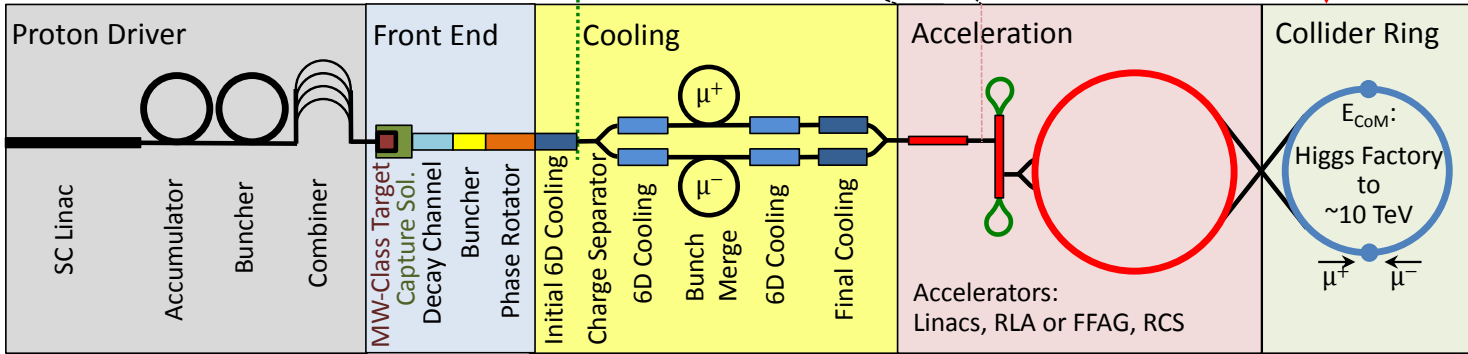 Proton Driver
Front End
Cooling
Acceleration
Collider Ring
μ+
μ−
E_CoM:
Higgs Factory
to
~10 TeV
μ+
μ−
SC Linac
Accumulator
Buncher
Combiner
MW-Class Target
Capture Sol.
Decay Channel
Buncher
Phase Rotator
Initial 6D Cooling
Charge Separator
6D Cooling
Bunch
Merge
6D Cooling
Final Cooling
Accelerators:
Linacs, RLA or FFAG, RCS